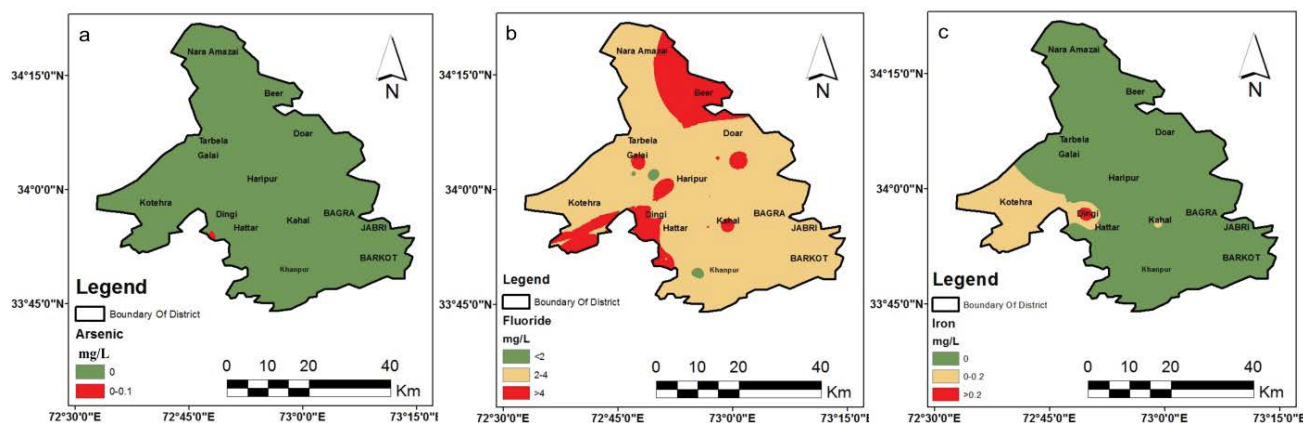 a
N
34°15'0"N
34°0'0"N
33°45'0"N
Nara Amazai
Beer
Doar
Tarbela
Galai
Haripur
Kotehra
Dingi
Kahal
BAGRA
Hattar
JABRI
Khanpur
BARKOT
Legend
Boundary Of District
Arsenic
mg/L
0
0-0.1
0 10 20 40
Km
72°30'0"E 72°45'0"E 73°0'0"E 73°15'0"E
b
N
34°15'0"N
34°0'0"N
33°45'0"N
Nara Amazai
Beer
Tarbela
Doar
Galai
Haripur
Kotehra
Dingi
Kahal
BAGRA
Hattar
JABRI
Khanpur
BARKOT
Legend
Boundary Of District
Fluoride
mg/L
<2
2-4
>4
0 10 20 40
Km
72°30'0"E 72°45'0"E 73°0'0"E 73°15'0"E
c
N
34°15'0"N
34°0'0"N
33°45'0"N
Nara Amazai
Beer
Doar
Tarbela
Galai
Haripur
Kotehra
Dingi
Kahal
BAGRA
Hattar
JABRI
Khanpur
BARKOT
Legend
Boundary Of District
Iron
mg/L
0
0-0.2
>0.2
0 10 20 40
Km
72°30'0"E 72°45'0"E 73°0'0"E 73°15'0"E